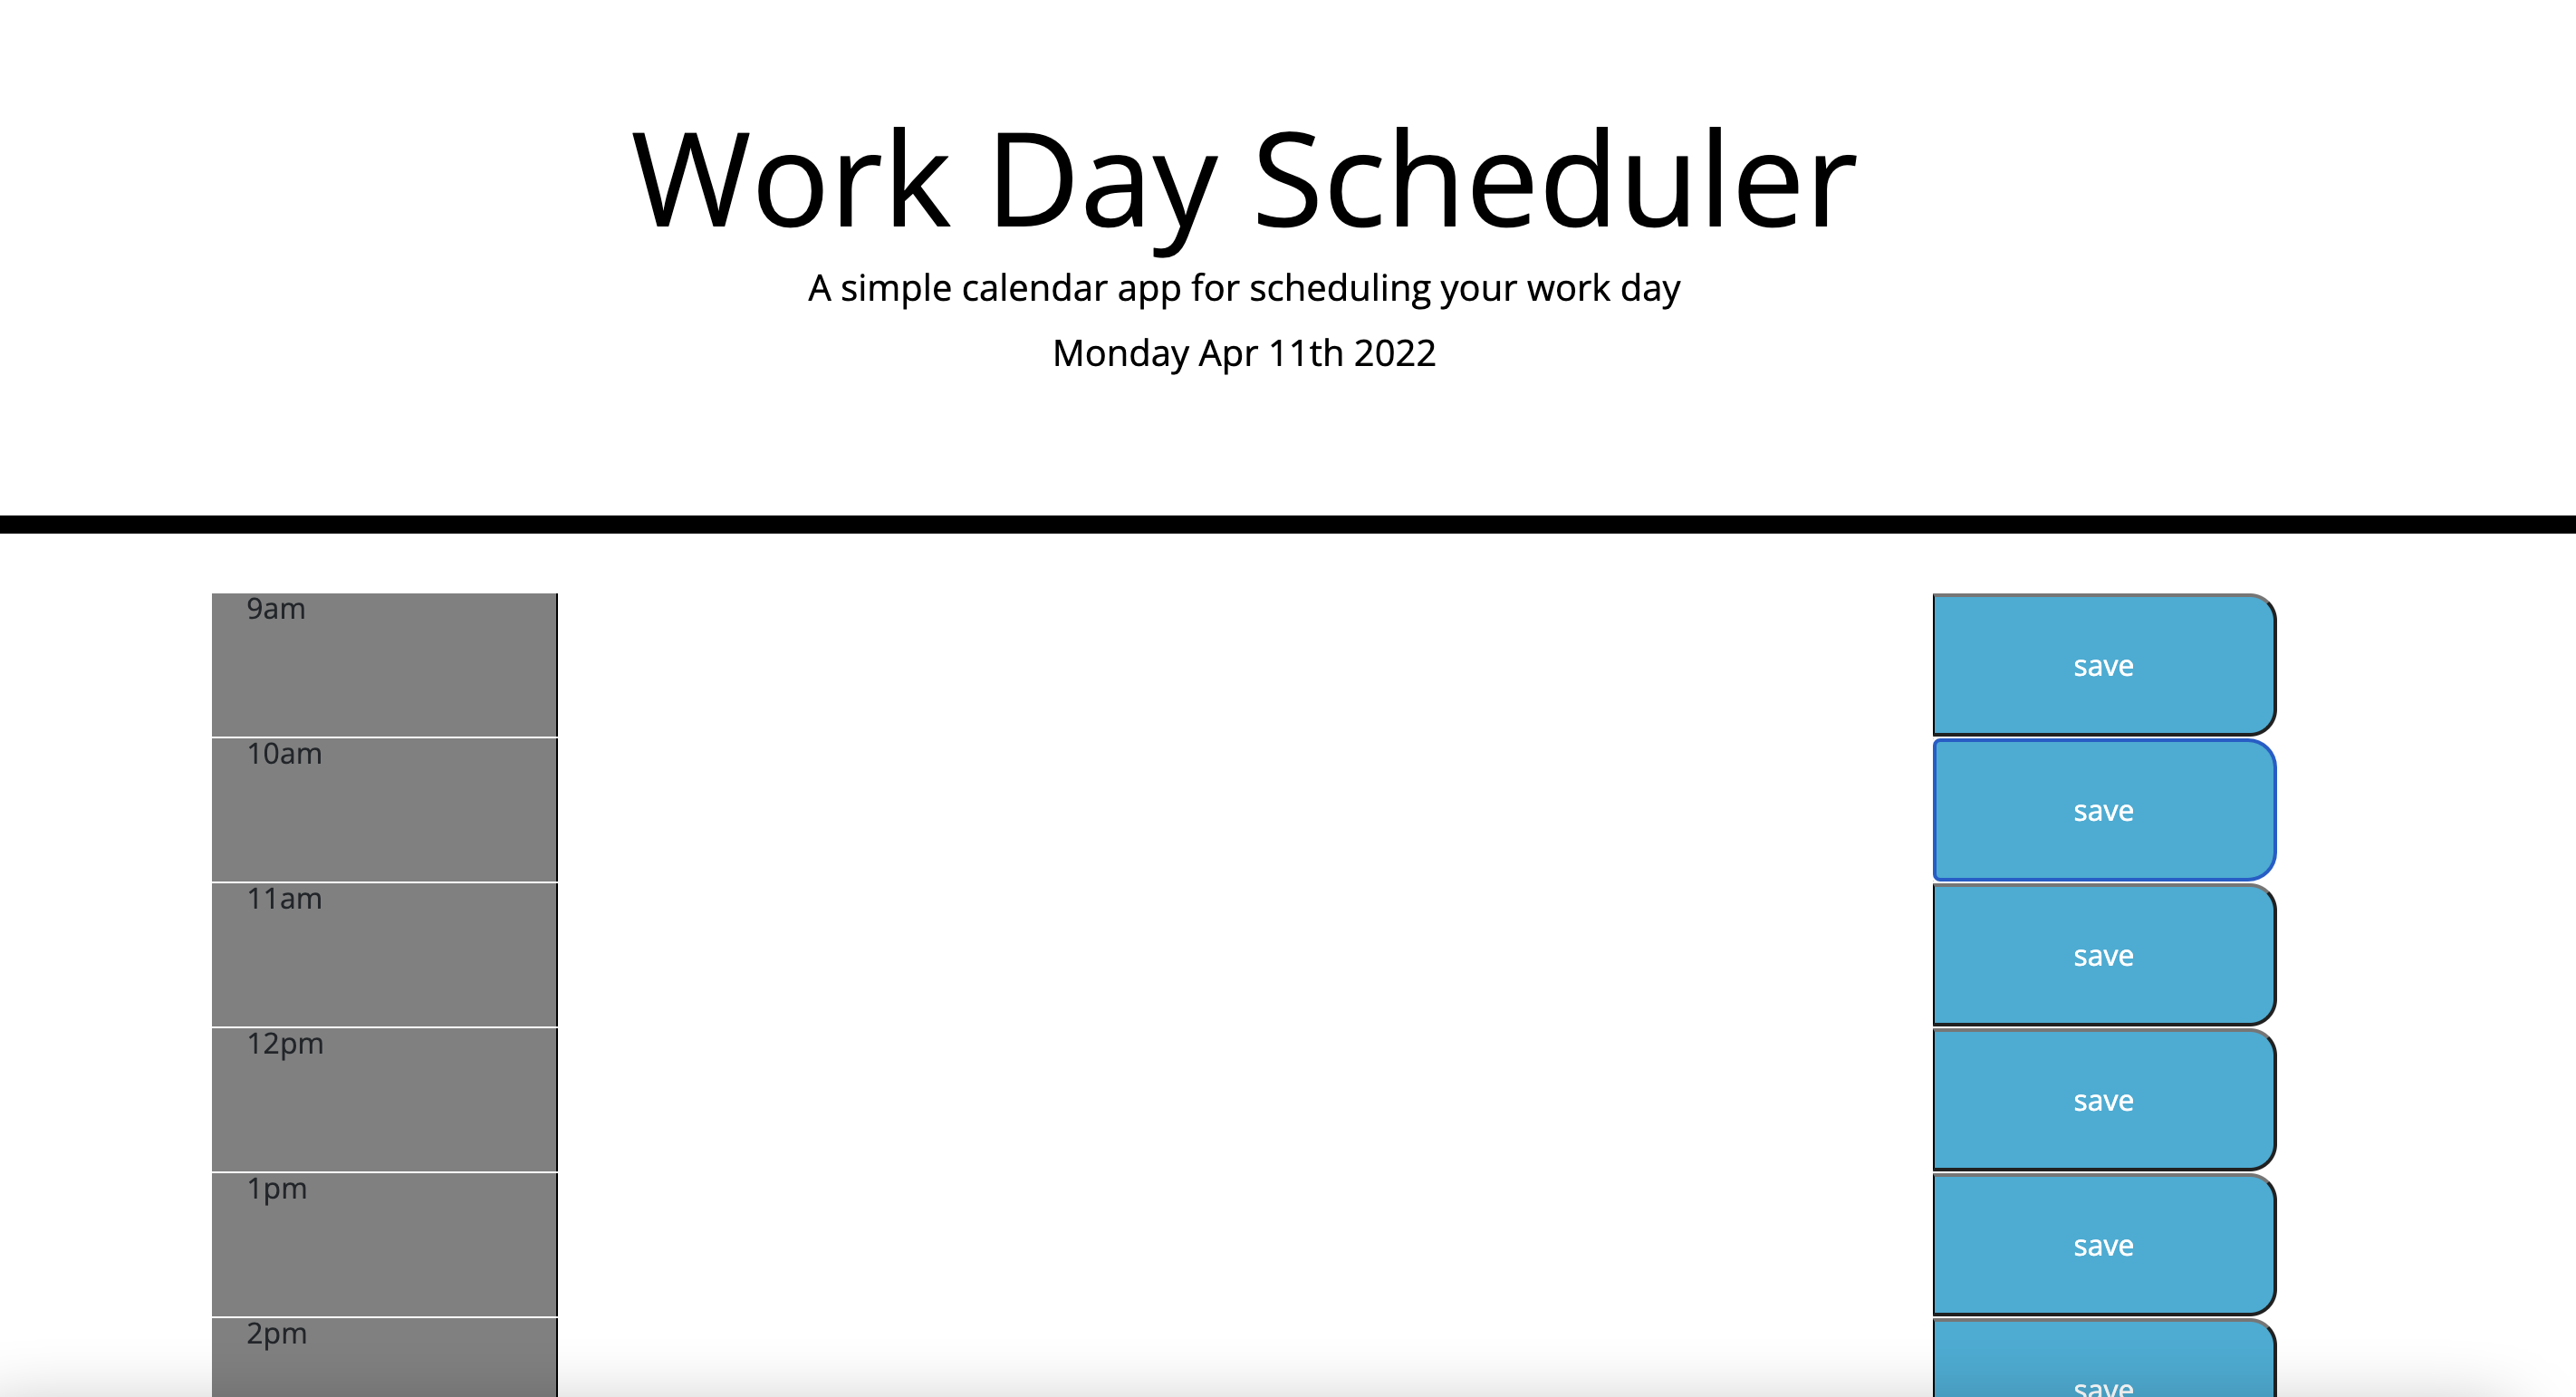 Work Day Scheduler
A simple calendar app for scheduling your work day
Monday Apr 11th 2022
9am
save
10am
save
11am
save
12pm
save
1pm
save
2pm
save